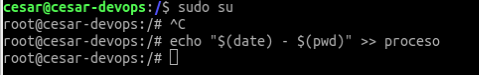 cesar@cesar-devops:/$ sudo su
root@cesar-devops:/# ^C
root@cesar-devops:/# echo "$(date) - $(pwd)" >> proceso
root@cesar-devops:/#